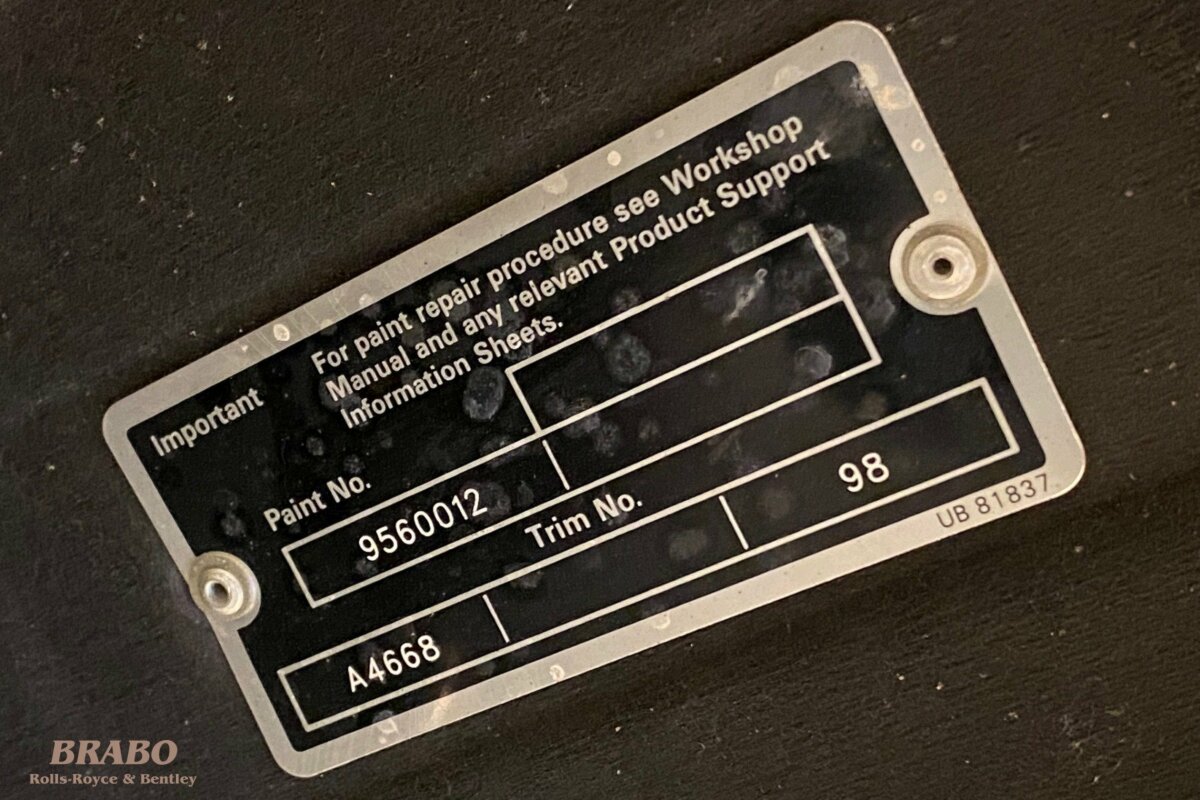 Important
For paint repair procedure see Workshop
Manual and any relevant Product Support
Information Sheets.
Paint No.
9560012
Trim No.
A4668
98
UB 81837
BRABO
Rolls-Royce & Bentley